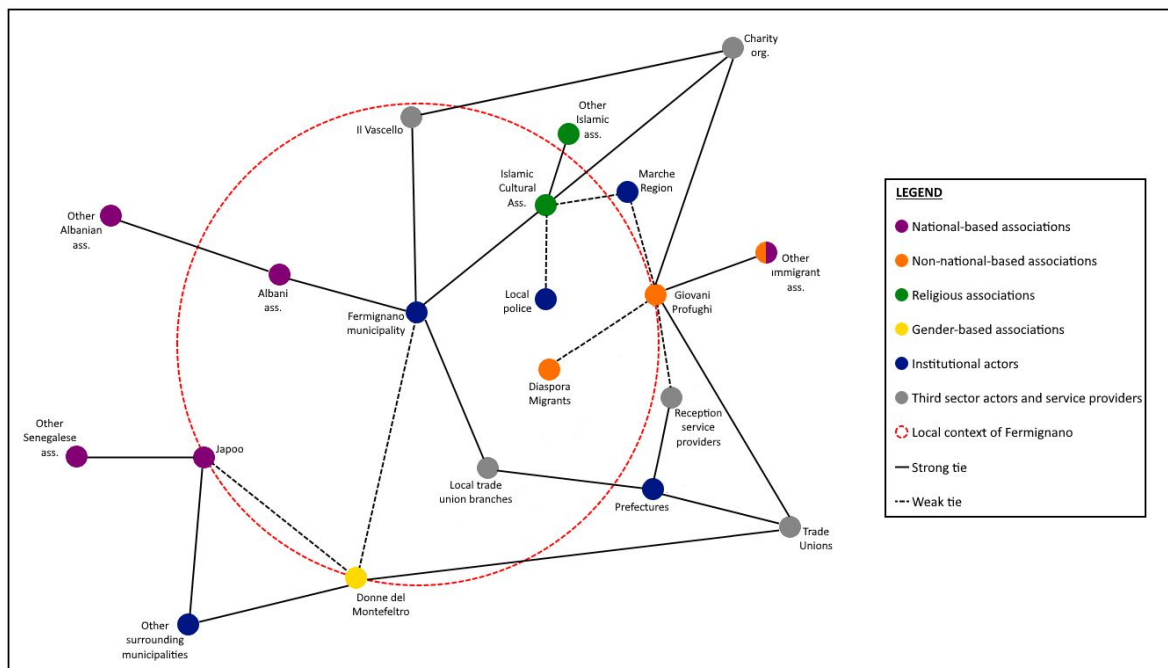 Charity
org.
Il Vascello
Other
Islamic
ass.
Islamic
Cultural
Ass.
Marche
Region
Other
Albanian
ass.
Albani
ass.
Fermignano
municipality
Local
police
Giovani
Profughi
Other
immigrant
ass.
Diaspora
Migrants
Reception
service
providers
Other
Senegalese
ass.
Japoo
Local trade
union branches
Prefectures
Trade
Unions
Donne del
Montefeltro
Other
surrounding
municipalities
LEGEND
National-based associations
Non-national-based associations
Religious associations
Gender-based associations
Institutional actors
Third sector actors and service providers
Local context of Fermignano
Strong tie
Weak tie